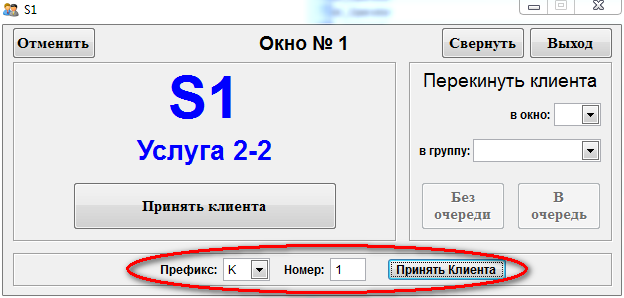 S1
Отменить
Окно № 1
Свернуть
Выход
S1
Услуга 2-2
Принять клиента
Перекинуть клиента
в окно:
в группу:
Без
очереди
В
очередь
Префикс: K Номер: 1 Принять Клиента